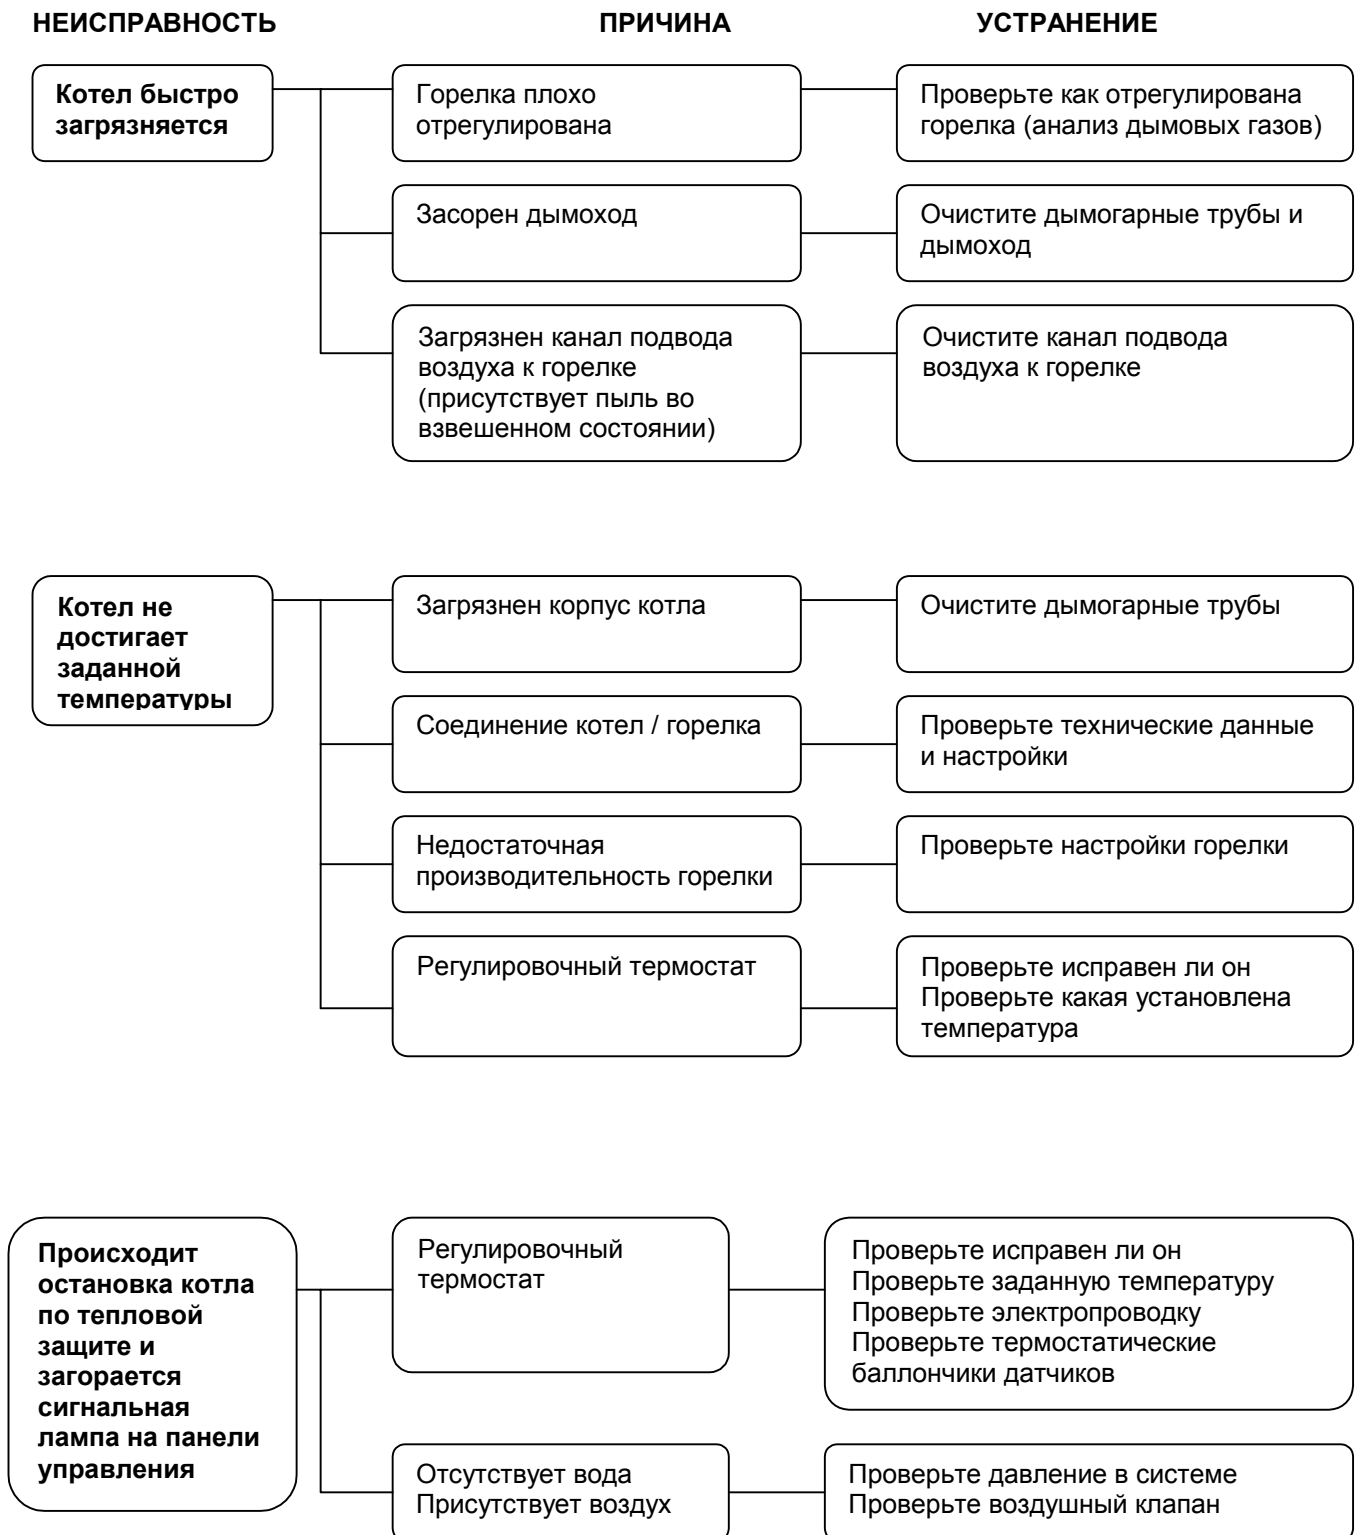 НЕИСПРАВНОСТЬ ПРИЧИНА УСТРАНЕНИЕ
Котел быстро
загрязняется
Горелка плохо
отрегулирована
Проверьте как отрегулирована
горелка (анализ дымовых газов)
Засорен дымоход
Очистите дымогарные трубы и
дымоход
Загрязнен канал подвода
воздуха к горелке
(присутствует пыль во
взвешенном состоянии)
Очистите канал подвода
воздуха к горелке
Котел не
достигает
заданной
температуры
Загрязнен корпус котла
Очистите дымогарные трубы
Соединение котел / горелка
Проверьте технические данные
и настройки
Недостаточная
производительность горелки
Проверьте настройки горелки
Регулировочный термостат
Проверьте исправен ли он
Проверьте какая установлена
температура
Происходит
остановка котла
по тепловой
защите и
загорается
сигнальная
лампа на панели
управления
Регулировочный
термостат
Проверьте исправен ли он
Проверьте заданную температуру
Проверьте электропроводку
Проверьте термостатические
баллончики датчиков
Отсутствует вода
Присутствует воздух
Проверьте давление в системе
Проверьте воздушный клапан